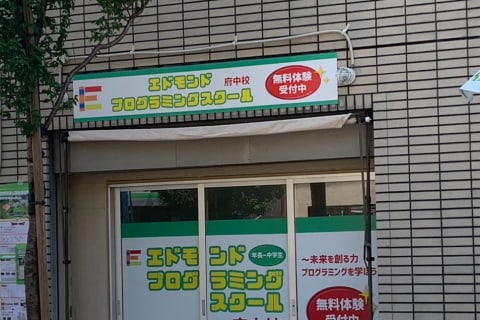 エドモンド
プログラミングスクール
府中校
無料体験
受付中
エドモンド
プログラミング
スクール
年長~中学生
~未来を創る力
プログラミングを学ぼう
無料体験
受付中